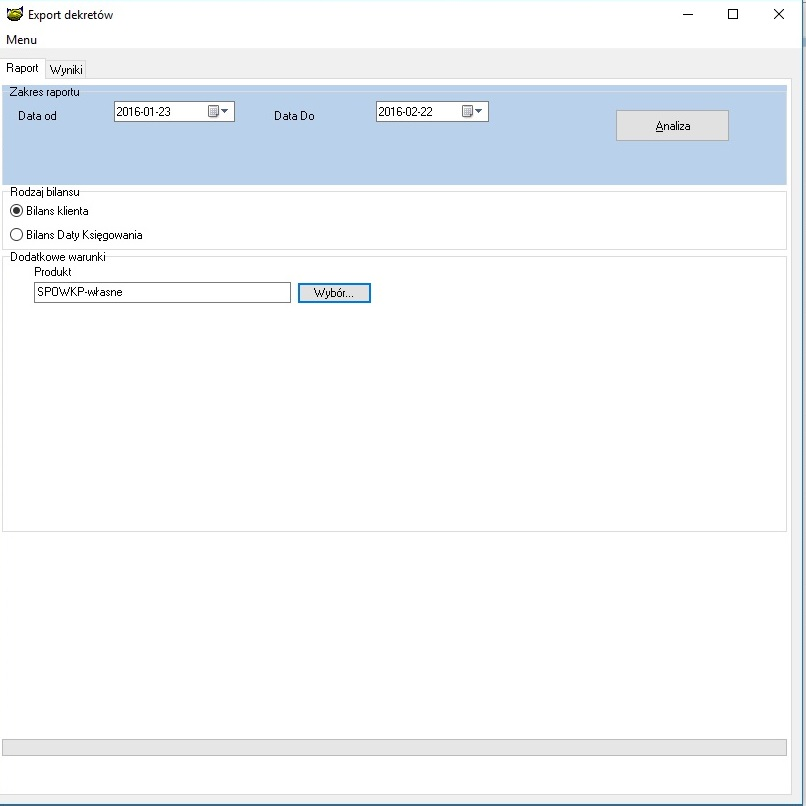 Export dekretów
Menu
Raport Wyniki
Zakres raportu
Data od 2016-01-23 Data Do 2016-02-22 Analiza
Rodzaj bilansu
Bilans klienta
Bilans Daty Księgowania
Dodatkowe warunki
Produkt
SPOWKP-własne Wybór...